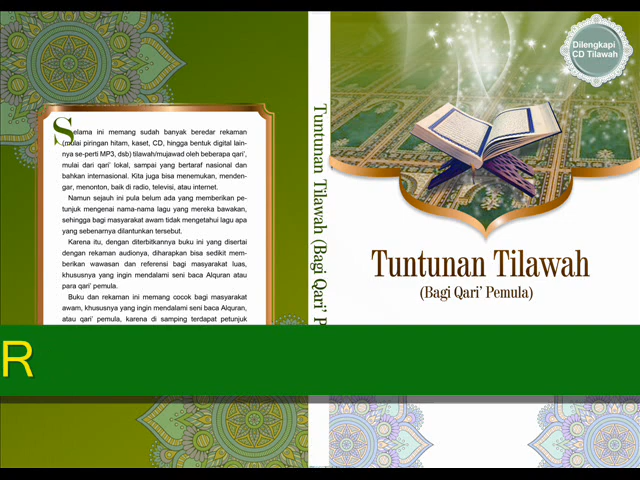 Selama ini memang sudah banyak beredar rekaman
(mulai piringan hitam, kaset, CD, hingga bentuk digital lain-
nya se-perti MP3, dsb) tilawah/mujawad oleh beberapa qari',
mulai dari qari' lokal, sampai yang bertaraf nasional dan
bahkan internasional. Kita juga bisa menemukan, menden-
gar, menonton, baik di radio, televisi, atau internet.
Namun sejauh ini pula belum ada yang memberikan pe-
tunjuk mengenai nama-nama lagu yang mereka bawakan,
sehingga bagi masyarakat awam tidak mengetahui lagu apa
yang sebenarnya dilantunkan tersebut.
Karena itu, dengan diterbitkannya buku ini yang disertai
dengan rekaman audionya, diharapkan bisa sedikit mem-
berikan wawasan dan referensi bagi masyarakat luas,
khususnya yang ingin mendalami seni baca Alquran atau
para qari' pemula.
Buku dan rekaman ini memang cocok bagi masyarakat
awam, khususnya yang ingin mendalami seni baca Alquran,
atau qari' pemula, karena di samping terdapat petunjuk
Tuntunan Tilawah (Bagi Qari' P
Dilengkapi
CD Tilawah
Tuntunan Tilawah
(Bagi Qari' Pemula)
R